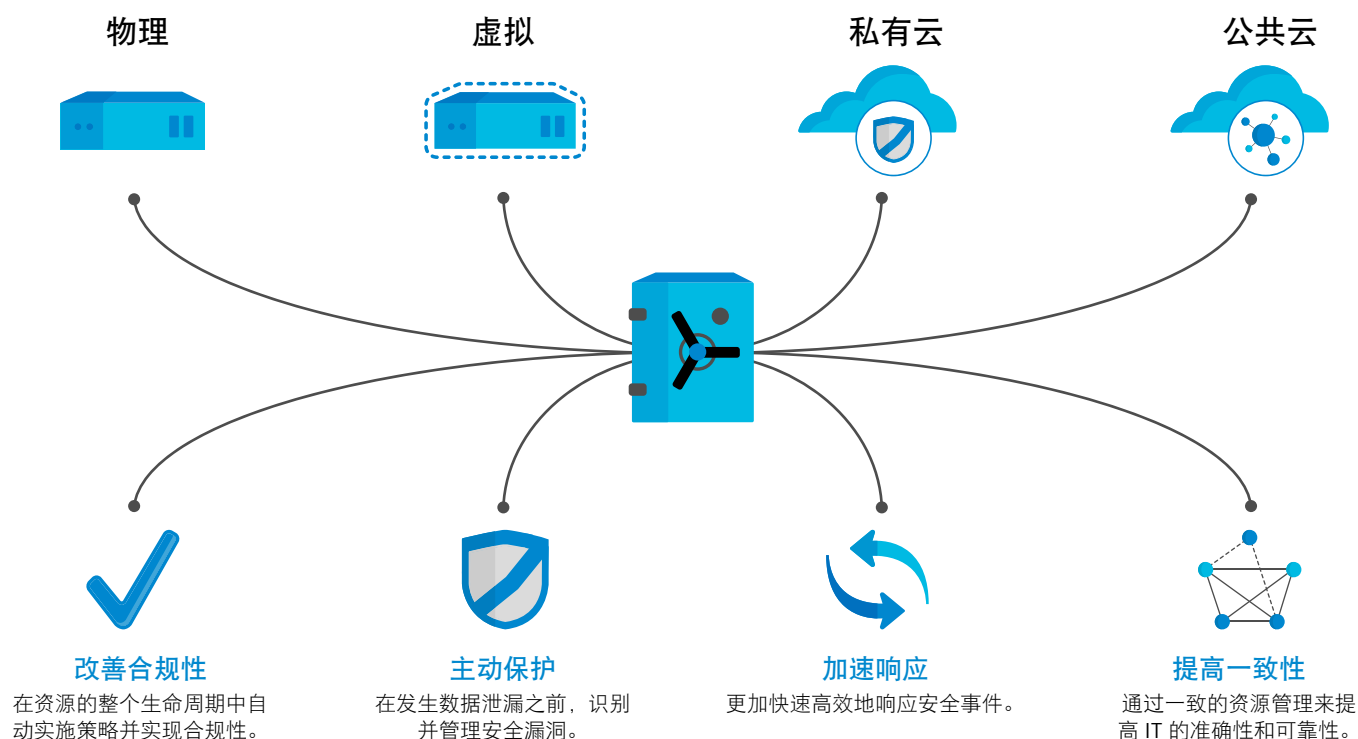 物理
虚拟
私有云
公共云
改善合规性
在资源的整个生命周期中自
动实施策略并实现合规性。
主动保护
在发生数据泄漏之前，识别
并管理安全漏洞。
加速响应
更加快速高效地响应安全事件。
提高一致性
通过一致的资源管理来提
高 IT 的准确性和可靠性。